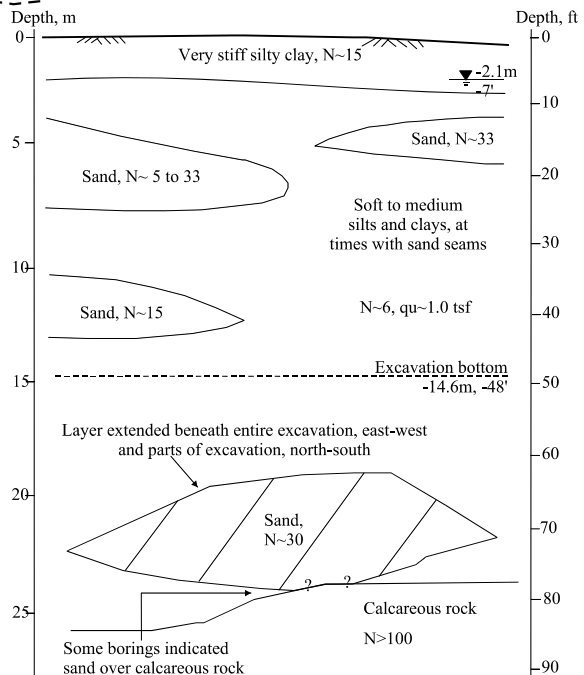 Depth, m
Depth, ft
0
0
Very stiff silty clay, N~15
-2.1m
-7'
10
5
Sand, N~33
Sand, N~ 5 to 33
20
Soft to medium
silts and clays, at
times with sand seams
30
10
Sand, N~15
N~6, qu~1.0 tsf
40
Excavation bottom
15
50
-14.6m, -48'
Layer extended beneath entire excavation, east-west
and parts of excavation, north-south
60
20
Sand,
N~30
70
? ?
80
25
Calcareous rock
N>100
Some borings indicated
sand over calcareous rock
90